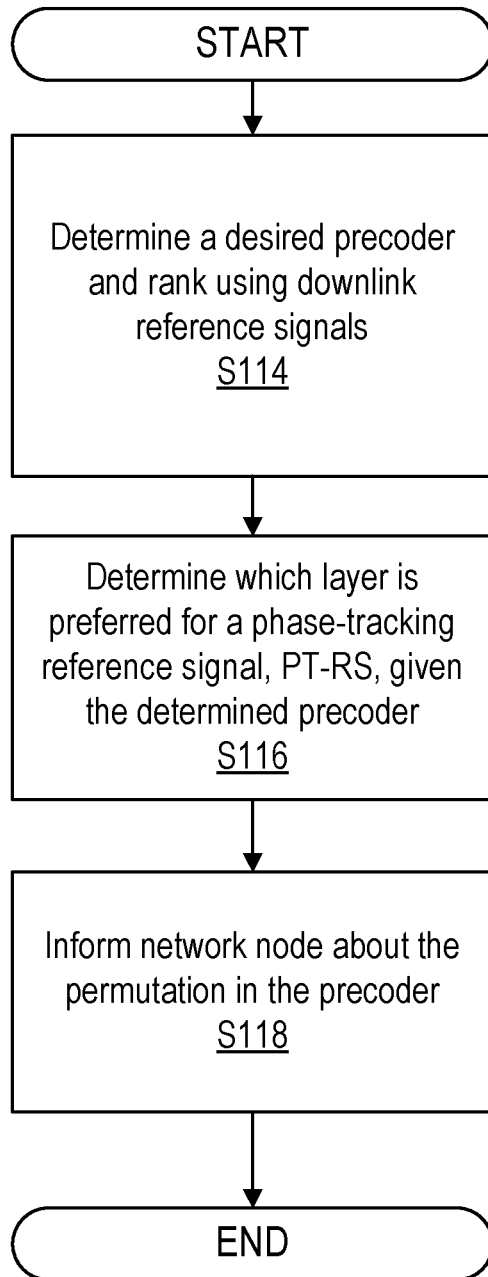 START
Determine a desired precoder
and rank using downlink
reference signals
S114
Determine which layer is
preferred for a phase-tracking
reference signal, PT-RS, given
the determined precoder
S116
Inform network node about the
permutation in the precoder
S118
END